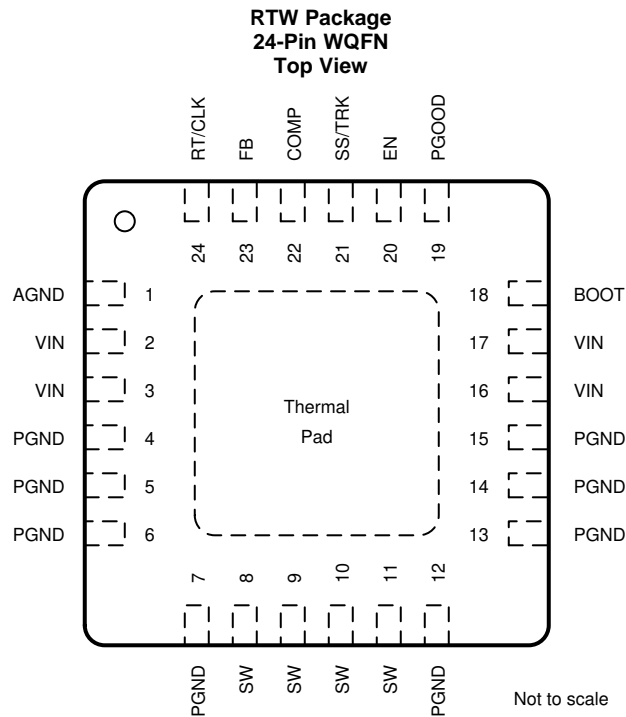 RTW Package
24-Pin WQFN
Top View
RT/CLK
FB
COMP
SS/TRK
EN
PGOOD
24
23
22
21
20
19
AGND 1
VIN 2
VIN 3
PGND 4
PGND 5
PGND 6
Thermal
Pad
18 BOOT
17 VIN
16 VIN
15 PGND
14 PGND
13 PGND
7
8
9
10
11
12
PGND
SW
SW
SW
SW
PGND
Not to scale